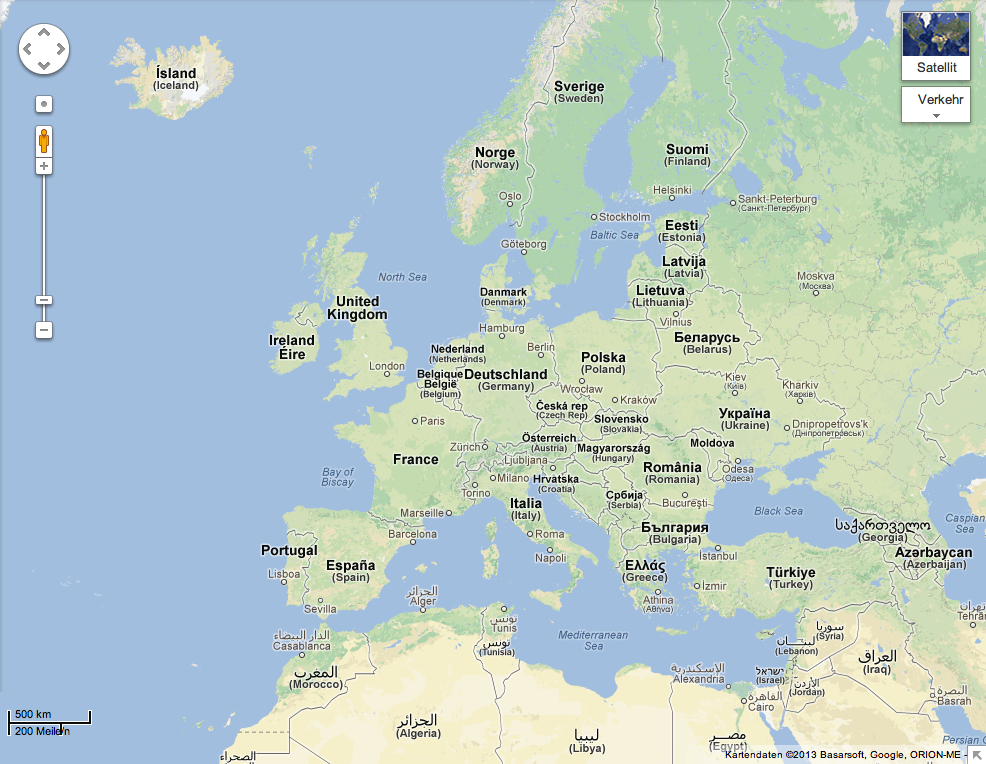 Satellit
Verkehr
Ísland
(Iceland)
Sverige
(Sweden)
Norge
(Norway)
Suomi
(Finland)
Oslo
Helsinki
Sankt-Peterburg
(Санкт-Петербург)
Stockholm
Baltic Sea
Eesti
(Estonia)
Göteborg
Latvija
(Latvia)
North Sea
Moskva
(Москва)
Danmark
(Denmark)
Lietuva
(Lithuania)
United
Kingdom
Vilnius
Hamburg
Беларусь
(Belarus)
Ireland
Éire
Nederland
(Netherlands)
Berlin
Polska
(Poland)
London
Belgique
België
(Belgium)
Deutschland
(Germany)
Wrocław
Kraków
Kiev
(Київ)
Kharkiv
(Харків)
Česká rep
(Czech Rep)
Slovensko
(Slovakia)
Україна
(Ukraine)
Paris
Dnipropetrovs'k
(Дніпропетровськ)
Zürich
Österreich
(Austria)
Magyarország
(Hungary)
Moldova
France
Ljubljana
România
(Romania)
Odesa
(Одеса)
Bay of
Biscay
Milano
Torino
Hrvatska
(Croatia)
Србија
(Serbia)
București
Italia
(Italy)
Marseille
Black Sea
Caspian
Sea
Barcelona
Roma
България
(Bulgaria)
საქართველო
(Georgia)
Portugal
España
(Spain)
Napoli
İstanbul
Azərbaycan
(Azerbaijan)
Ελλάς
(Greece)
Türkiye
(Turkey)
Lisboa
İzmir
Sevilla
الجزائر
Alger
Athina
(Αθήνα)
تونس
Tunis
تونس
(Tunisia)
الدار البيضاء
Casablanca
Mediterranean
Sea
سوريا
(Syria)
لبنان
(Lebanon)
تهران
Tehrān
العراق
(Iraq)
المغرب
(Morocco)
الإسكندرية
Alexandria
ישראל
(Israel)
الأردن
(Jordan)
القاهرة
Cairo
البصرة
Basrah
الجزائر
(Algeria)
ليبيا
(Libya)
مصر
(Egypt)
Persian G
الصحراء
500 km
200 Meilen
Kartendaten ©2013 Basarsoft, Google, ORION-ME -